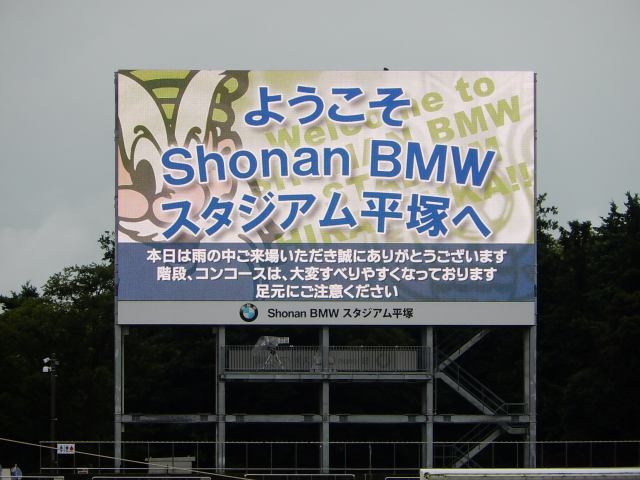 ようこそ
Shonan BMW
スタジアム平塚へ
Welcome to
本日は雨の中ご来場いただき誠にありがとうございます
階段、コンコースは、大変すべりやすくなっております
足元にご注意ください
Shonan BMW スタジアム平塚